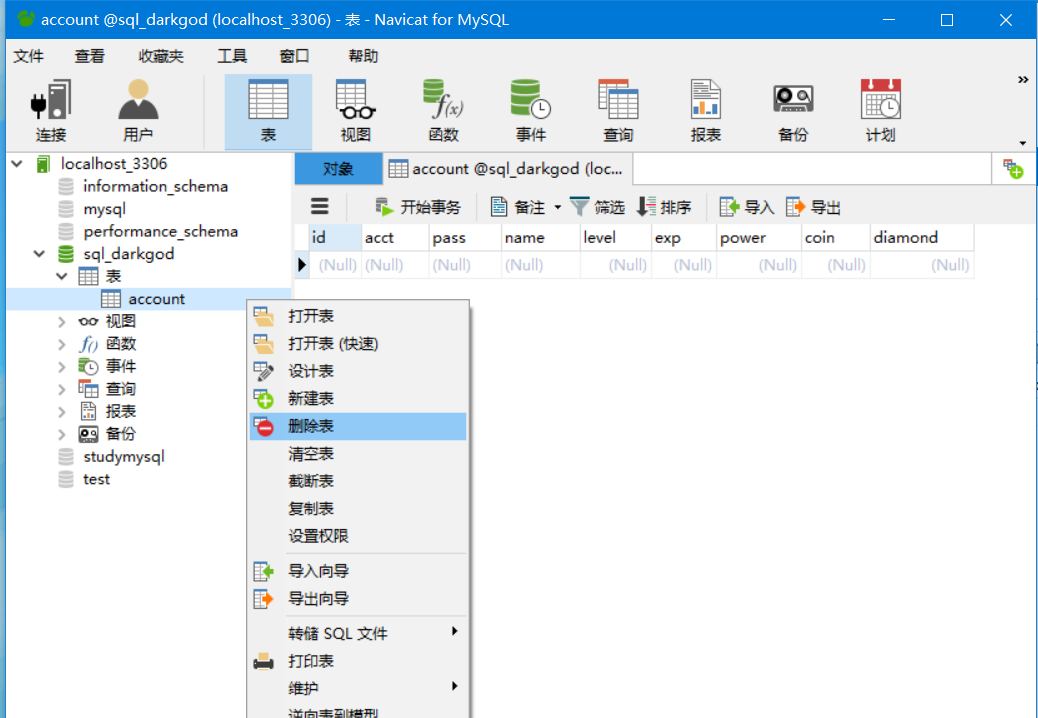 account @sql_darkgod (localhost_3306) - 表 - Navicat for MySQL
文件 查看 收藏夹 工具 窗口 帮助
连接 用户 表 视图 函数 事件 查询 报表 备份 计划
localhost_3306
information_schema
mysql
performance_schema
sql_darkgod
表
account
视图
函数
事件
查询
报表
备份
studymysql
test
对象 account @sql_darkgod (loc...
开始事务 备注 筛选 排序 导入 导出
id acct pass name level exp power coin diamond
(Null) (Null) (Null) (Null) (Null) (Null) (Null) (Null) (Null)
打开表
打开表 (快速)
设计表
新建表
删除表
清空表
截断表
复制表
设置权限
导入向导
导出向导
转储 SQL 文件
打印表
维护
逆向表到模型